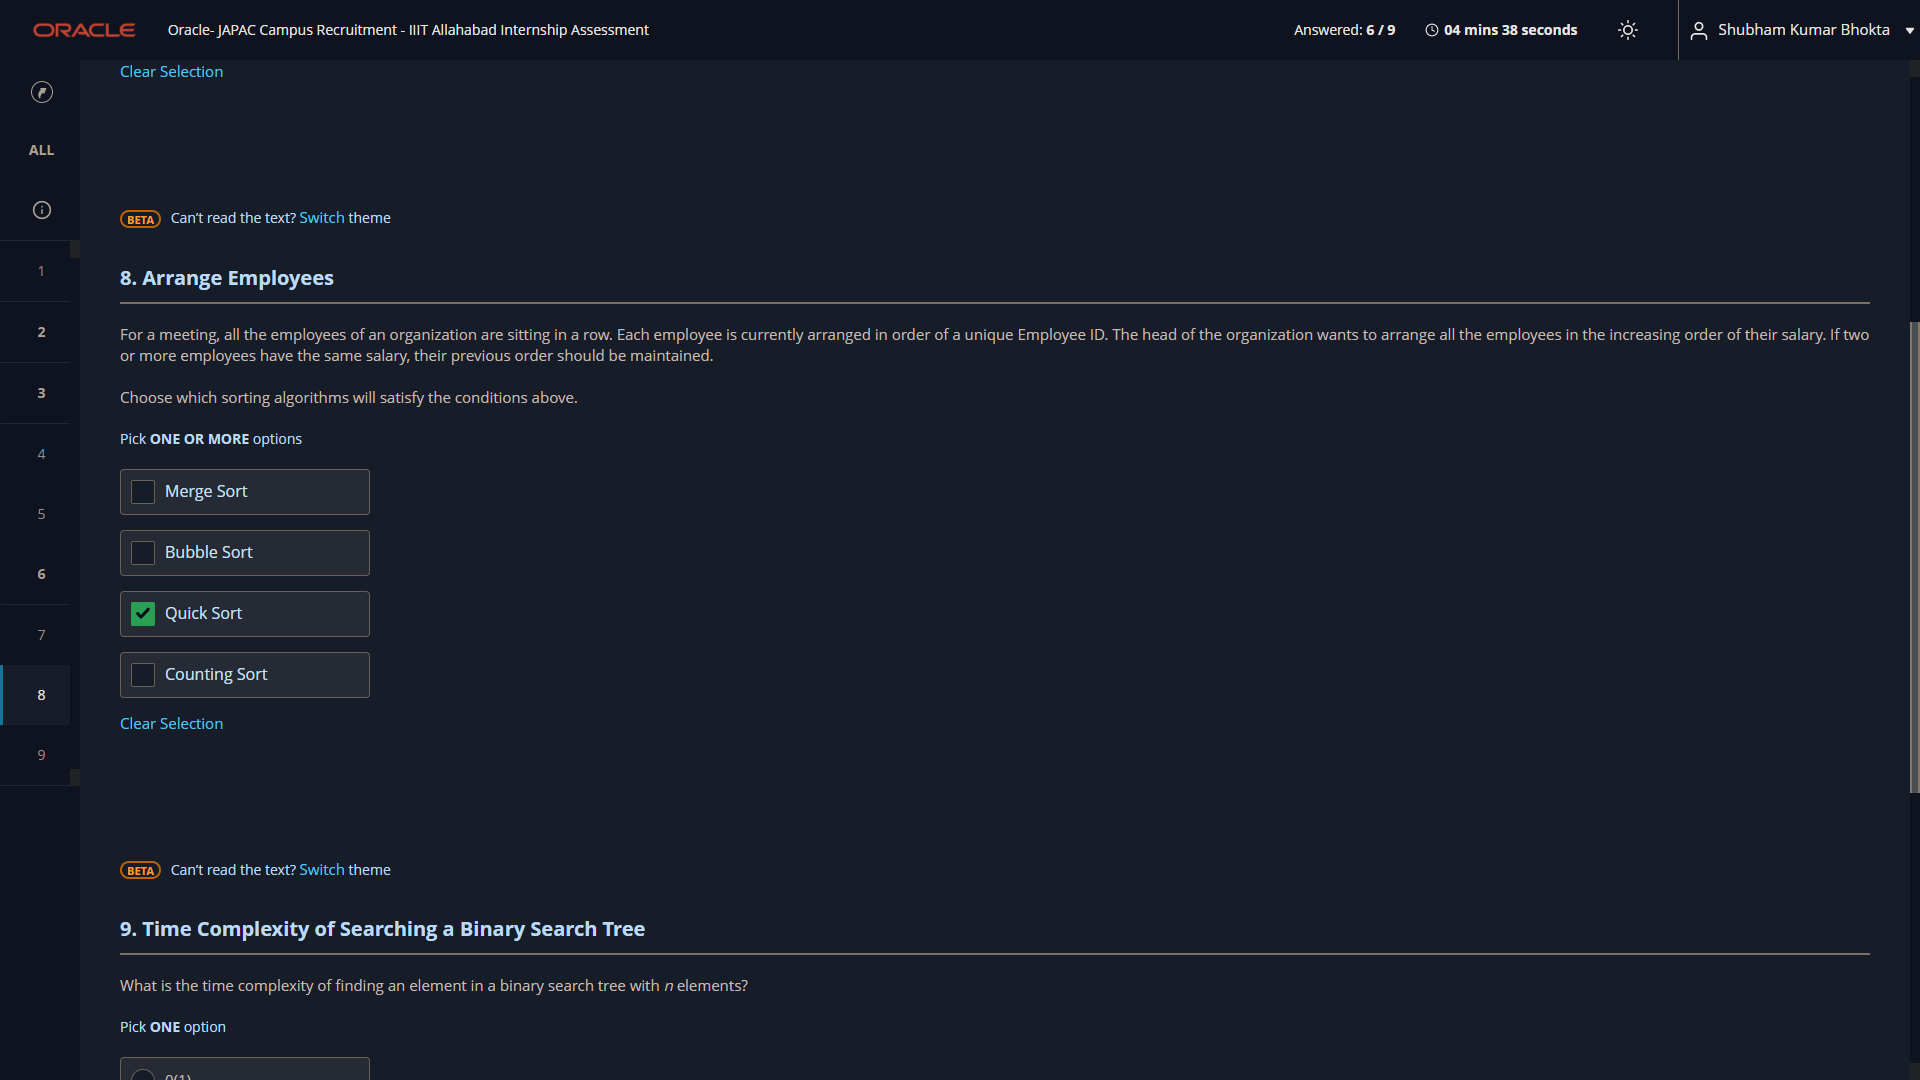 ORACLE
Oracle- JAPAC Campus Recruitment - IIIT Allahabad Internship Assessment
Answered: 6 / 9
04 mins 38 seconds
Shubham Kumar Bhokta
Clear Selection
ALL
1
2
3
4
5
6
7
8
9
BETA Can't read the text? Switch theme
8. Arrange Employees
For a meeting, all the employees of an organization are sitting in a row. Each employee is currently arranged in order of a unique Employee ID. The head of the organization wants to arrange all the employees in the increasing order of their salary. If two
or more employees have the same salary, their previous order should be maintained.
Choose which sorting algorithms will satisfy the conditions above.
Pick ONE OR MORE options
Merge Sort
Bubble Sort
Quick Sort
Counting Sort
Clear Selection
BETA Can't read the text? Switch theme
9. Time Complexity of Searching a Binary Search Tree
What is the time complexity of finding an element in a binary search tree with n elements?
Pick ONE option